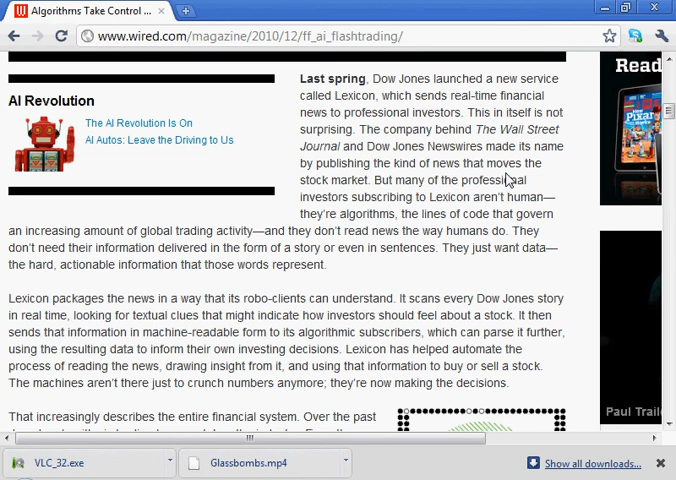 Algorithms Take Control ...
www.wired.com/magazine/2010/12/ff_ai_flashtrading/
AI Revolution
The AI Revolution Is On
AI Autos: Leave the Driving to Us
Last spring, Dow Jones launched a new service
called Lexicon, which sends real-time financial
news to professional investors. This in itself is not
surprising. The company behind The Wall Street
Journal and Dow Jones Newswires made its name
by publishing the kind of news that moves the
stock market. But many of the professional
investors subscribing to Lexicon aren't human—
they're algorithms, the lines of code that govern
an increasing amount of global trading activity—and they don't read news the way humans do. They
don't need their information delivered in the form of a story or even in sentences. They just want data—
the hard, actionable information that those words represent.
Lexicon packages the news in a way that its robo-clients can understand. It scans every Dow Jones story
in real time, looking for textual clues that might indicate how investors should feel about a stock. It then
sends that information in machine-readable form to its algorithmic subscribers, which can parse it further,
using the resulting data to inform their own investing decisions. Lexicon has helped automate the
process of reading the news, drawing insight from it, and using that information to buy or sell a stock.
The machines aren't there just to crunch numbers anymore; they're now making the decisions.
That increasingly describes the entire financial system. Over the past
Read
Paul Traile
VLC_32.exe
Glassbombs.mp4
Show all downloads...